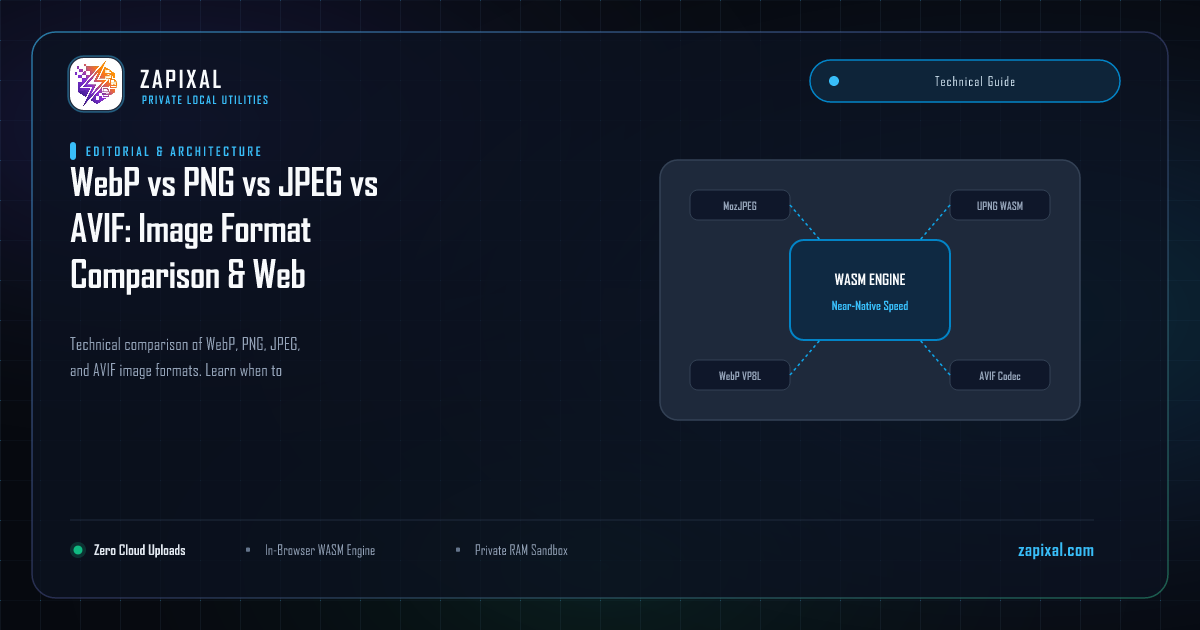 ZAPIXAL
PRIVATE LOCAL UTILITIES
Technical Guide
EDITORIAL & ARCHITECTURE
WebP vs PNG vs JPEG vs
AVIF: Image Format
Comparison & Web
Technical comparison of WebP, PNG, JPEG,
and AVIF image formats. Learn when to
MozJPEG
UPNG WASM
WASM ENGINE
Near-Native Speed
WebP VP8L
AVIF Codec
Zero Cloud Uploads
In-Browser WASM Engine
Private RAM Sandbox
zapixal.com